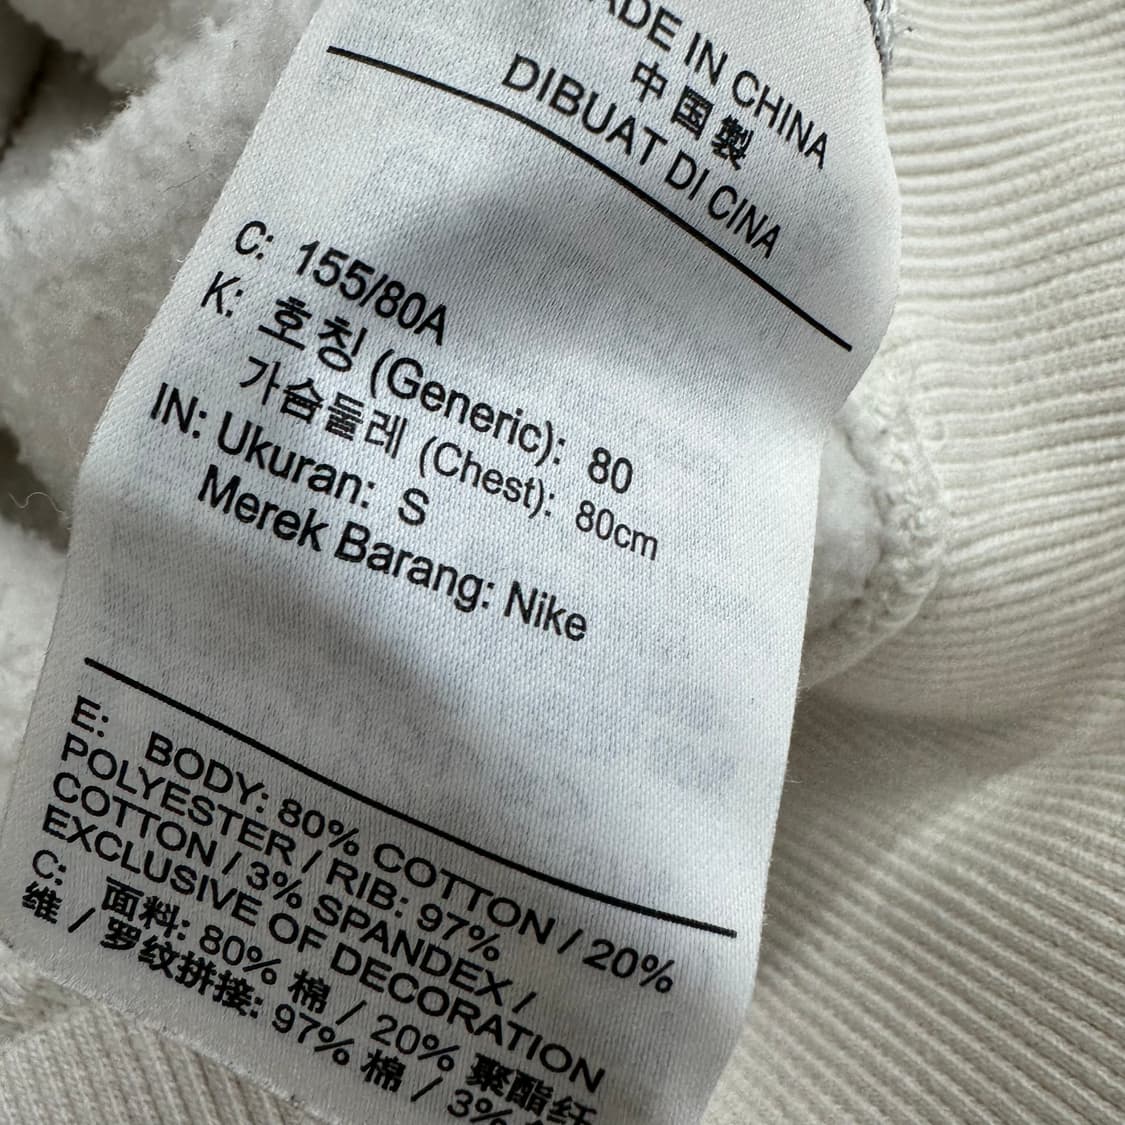 ADE IN CHINA
中国製
DIBUAT DI CINA
C: 155/80A
K: 호칭 (Generic): 80
가슴둘레 (Chest): 80cm
IN: Ukuran: S
Merek Barang: Nike
E: BODY: 80% COTTON / 20%
POLYESTER / RIB: 97%
COTTON / 3% SPANDEX /
EXCLUSIVE OF DECORATION
C: 面料: 80% 棉 / 20% 聚酯纤
维 / 罗纹拼接: 97% 棉 / 3%